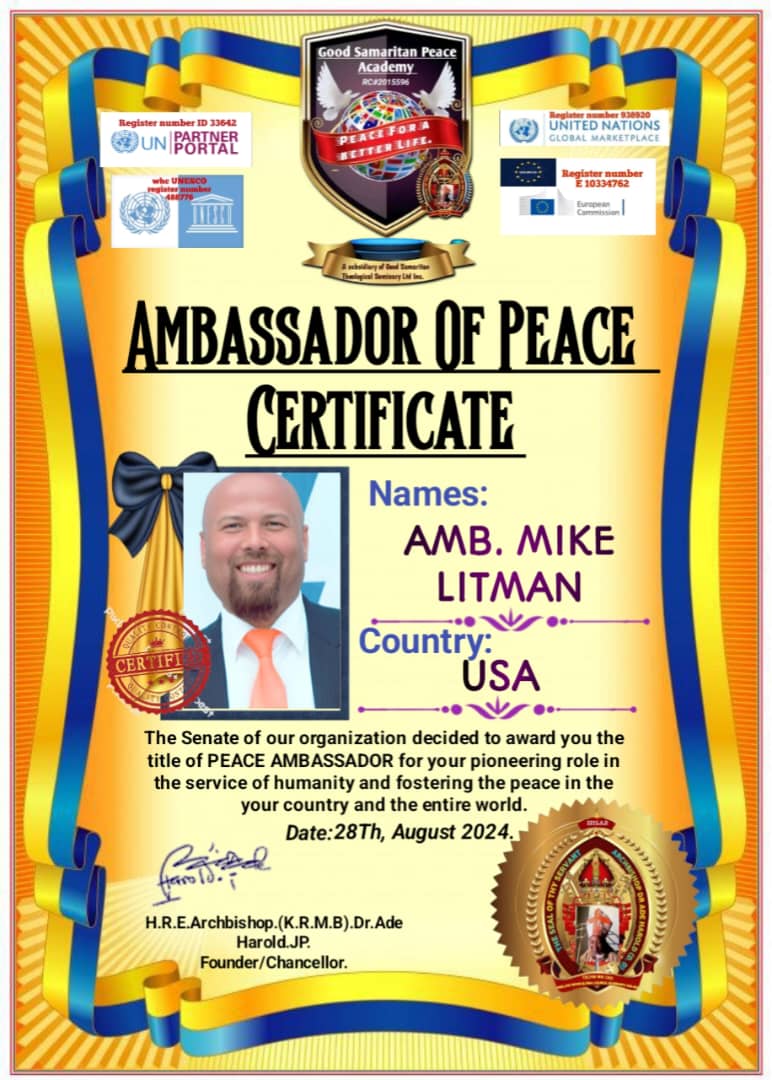 Good Samaritan Peace
Academy
RC#2015596
PEACE FOR A
BETTER LIFE.
A subsidiary of Good Samaritan
Theological Seminary Ltd Inc.
Register number ID 33642
UN PARTNER
PORTAL
whc UNESCO
register number
488776
UNESCO
Register number 930920
UNITED NATIONS
GLOBAL MARKETPLACE
Register number
E 10334762
European
Commission
AMBASSADOR OF PEACE
CERTIFICATE
Names:
AMB. MIKE
LITMAN
Country:
USA
CERTIFI
The Senate of our organization decided to award you the
title of PEACE AMBASSADOR for your pioneering role in
the service of humanity and fostering the peace in the
your country and the entire world.
Date:28Th, August 2024.
Harold
H.R.E.Archbishop.(K.R.M.B).Dr.Ade
Harold.JP.
Founder/Chancellor.
THE SEAL OF THY SERVANT
ARCHBISHOP DR ADE HAROLD